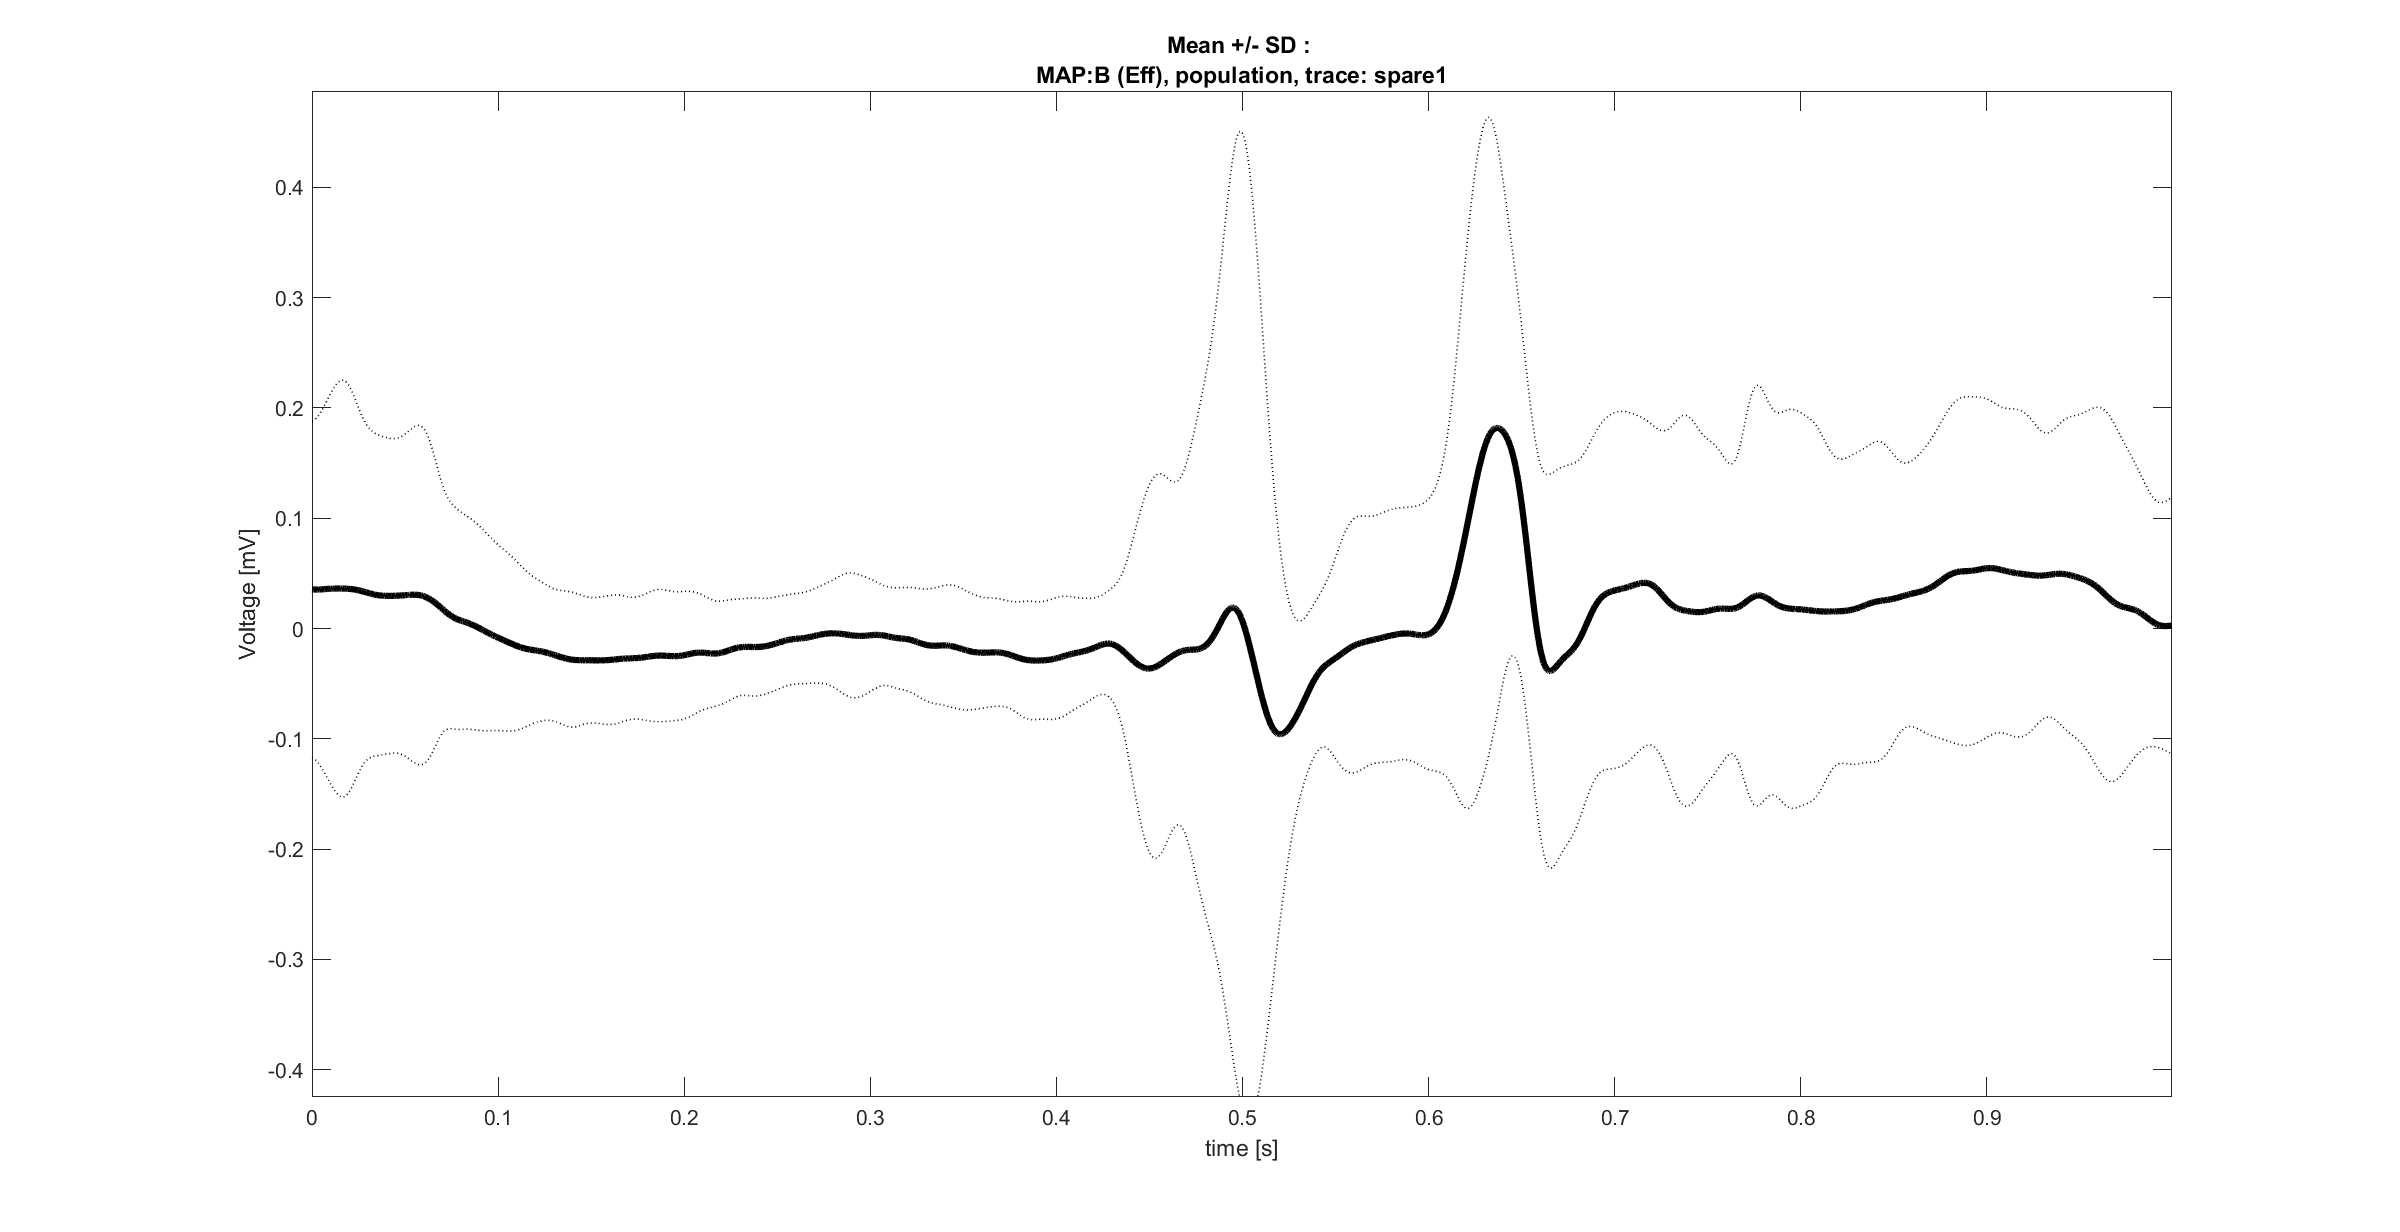 Mean +/- SD :
MAP:B (Eff), population, trace: spare1
Voltage [mV]
0.4
0.3
0.2
0.1
0
-0.1
-0.2
-0.3
-0.4
0 0.1 0.2 0.3 0.4 0.5 0.6 0.7 0.8 0.9
time [s]